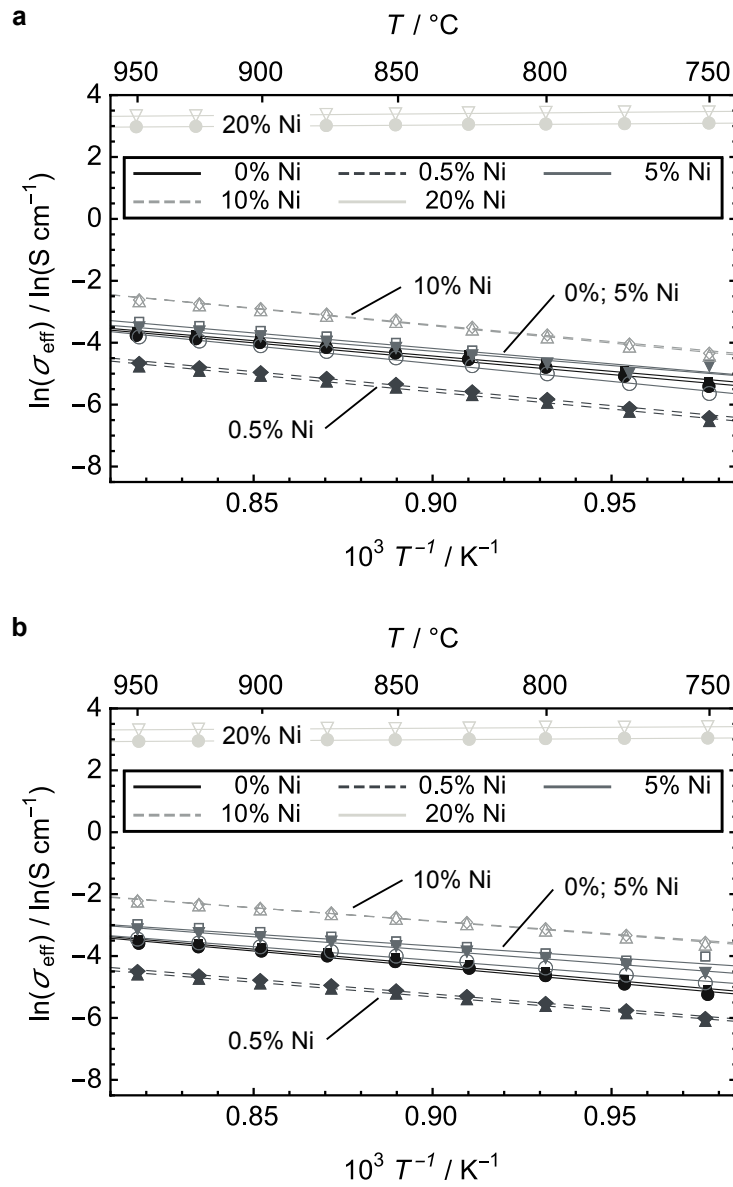 a
T / °C
950 900 850 800 750
4
20% Ni
2
0% Ni 0.5% Ni 5% Ni
10% Ni 20% Ni
0
ln(σeff) / ln(S cm⁻¹)
−2
10% Ni
0%; 5% Ni
−4
−6
0.5% Ni
−8
0.85 0.90 0.95
10³ T⁻¹ / K⁻¹
b
T / °C
950 900 850 800 750
4
20% Ni
2
0% Ni 0.5% Ni 5% Ni
10% Ni 20% Ni
0
ln(σeff) / ln(S cm⁻¹)
−2
10% Ni
0%; 5% Ni
−4
−6
0.5% Ni
−8
0.85 0.90 0.95
10³ T⁻¹ / K⁻¹